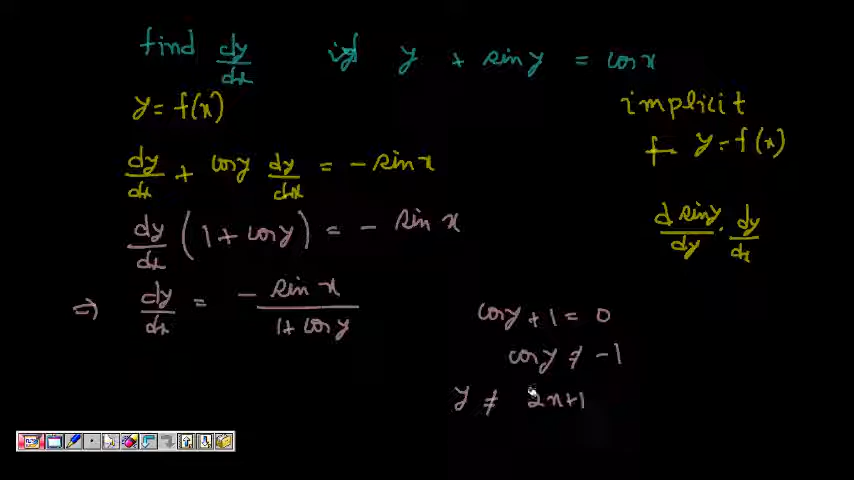 find dy/dx if y + sin y = cos x
y = f(x)
implicit
f y = f(x)
dy/dx + cos y dy/dx = - sin x
d sin y/dy · dy/dx
dy/dx (1 + cos y) = - sin x
⇒ dy/dx = - sin x/1 + cos y
cos y + 1 = 0
cos y ≠ -1
y ≠ 2n+1